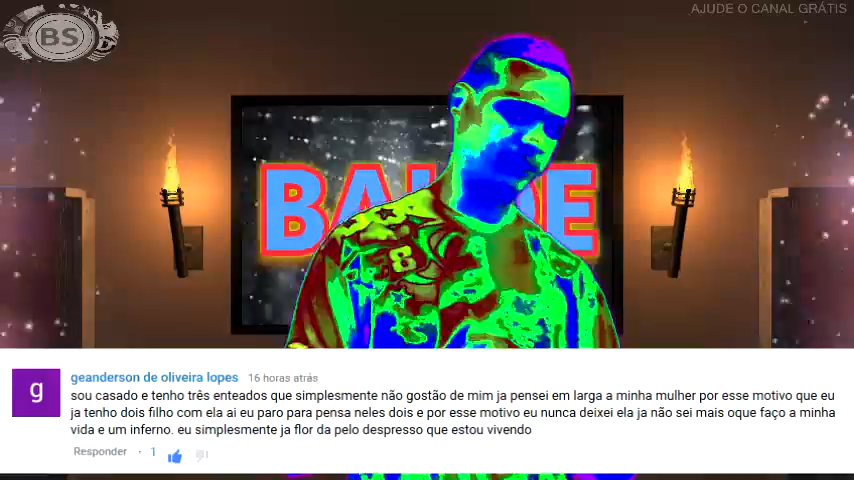 BS
AJUDE O CANAL GRÁTIS
geanderson de oliveira lopes 16 horas atrás
sou casado e tenho três enteados que simplesmente não gostão de mim ja pensei em larga a minha mulher por esse motivo que eu
ja tenho dois filho com ela ai eu paro para pensa neles dois e por esse motivo eu nunca deixei ela ja não sei mais oque faço a minha
vida e um inferno. eu simplesmente ja flor da pelo despresso que estou vivendo
Responder · 1